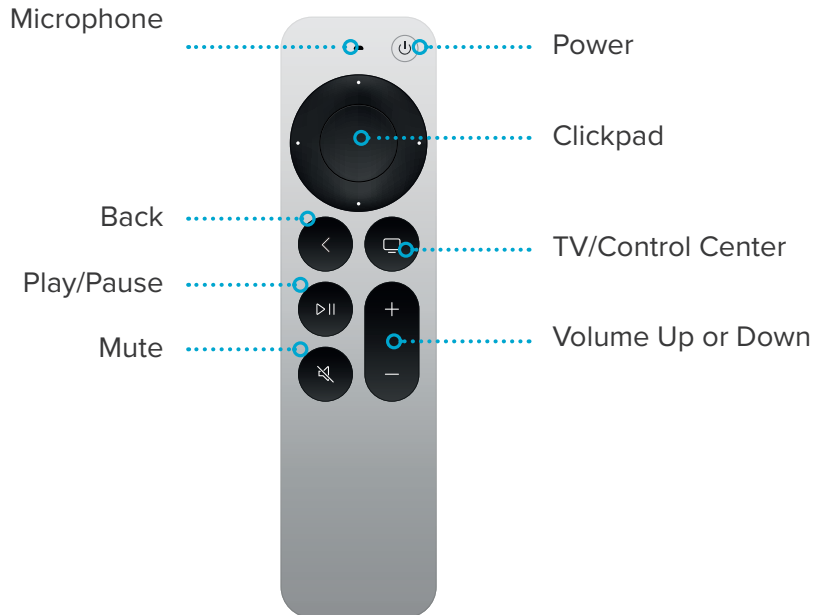 Microphone
Power
Clickpad
Back
TV/Control Center
Play/Pause
Volume Up or Down
Mute